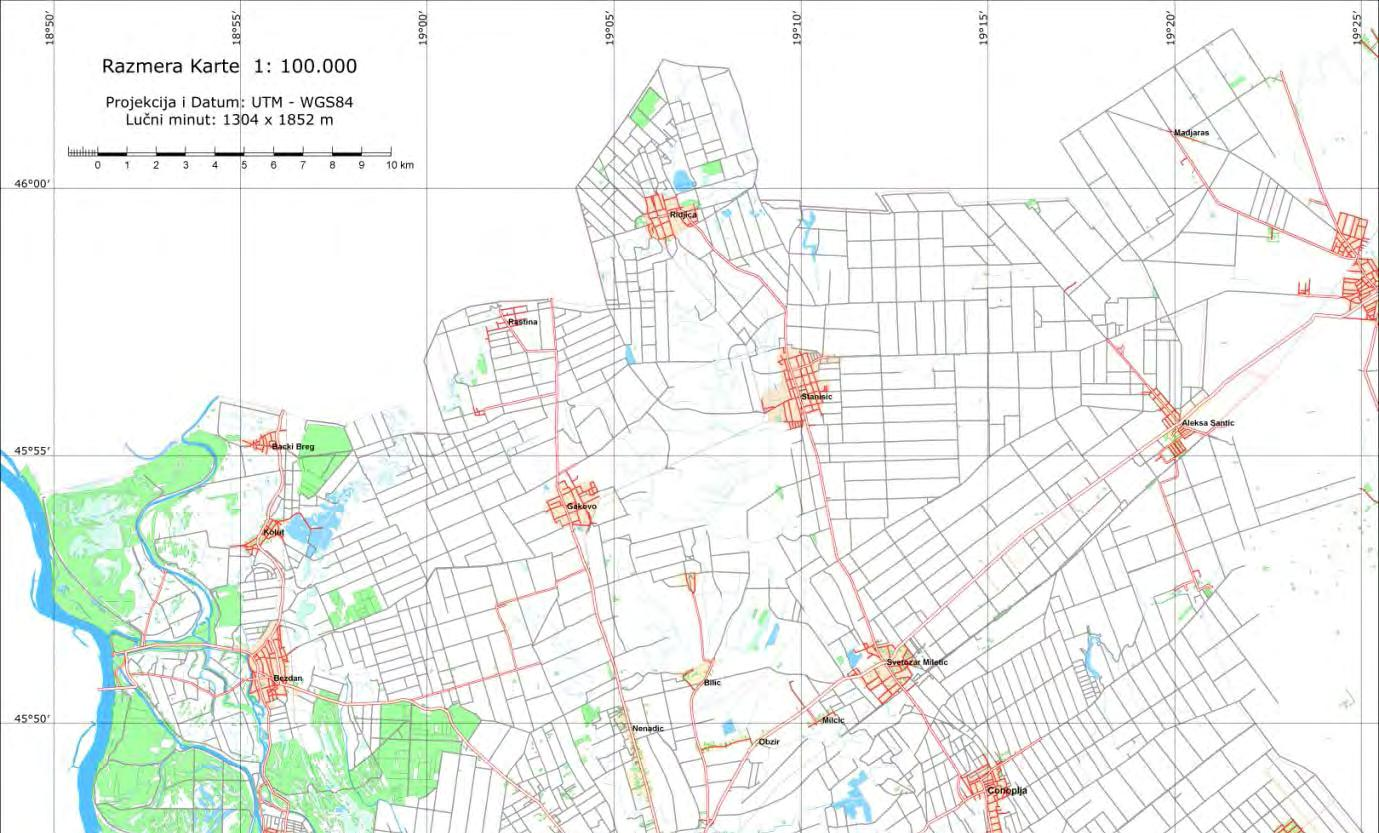 18°50'
18°55'
19°00'
19°05'
19°10'
19°15'
19°20'
19°25'
Razmera Karte 1: 100.000
Projekcija i Datum: UTM - WGS84
Lučni minut: 1304 x 1852 m
0 1 2 3 4 5 6 7 8 9 10 km
Madjaras
46°00'
Ridjica
Rastina
Stanisic
Aleksa Santic
Backi Breg
45°55'
Gakovo
Kolut
Svetozar Miletic
Bezdan
Bilic
45°50'
Milcic
Nenadic
Obzir
Conoplja